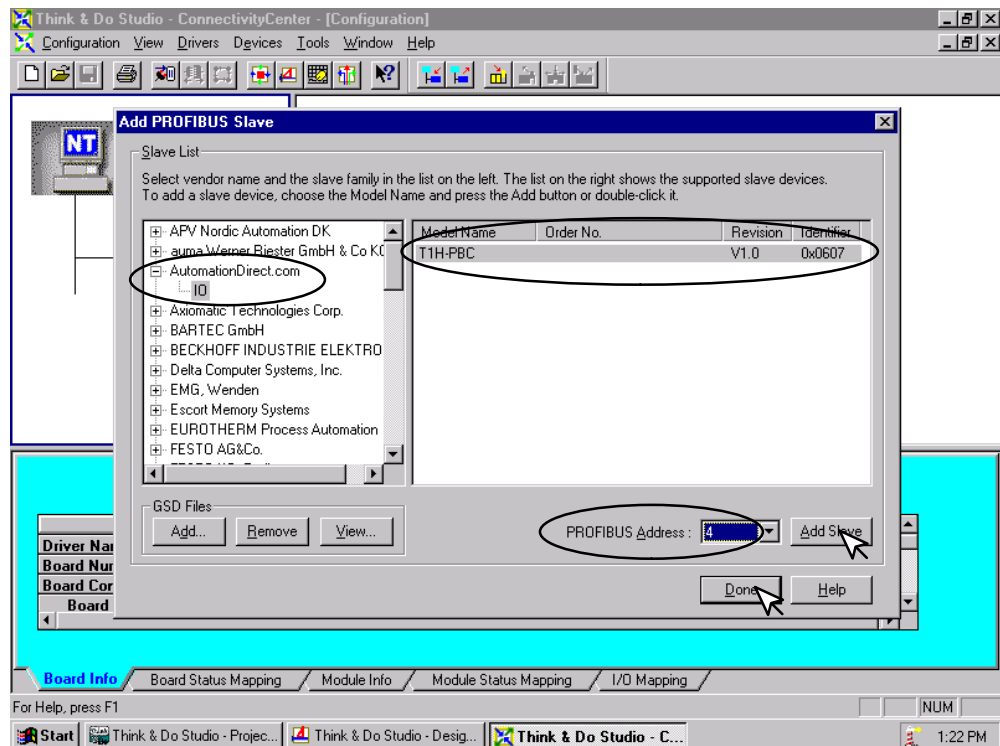 Think & Do Studio - ConnectivityCenter - [Configuration]
Configuration View Drivers Devices Tools Window Help
NT
Add PROFIBUS Slave
Slave List
Select vendor name and the slave family in the list on the left. The list on the right shows the supported slave devices.
To add a slave device, choose the Model Name and press the Add button or double-click it.
APV Nordic Automation DK
auma Werner Riester GmbH & Co KG
AutomationDirect.com
IO
Axiomatic Technologies Corp.
BARTEC GmbH
BECKHOFF INDUSTRIE ELEKTRO
Delta Computer Systems, Inc.
EMG, Wenden
Escort Memory Systems
EUROTHERM Process Automation
FESTO AG&Co.
Model Name Order No. Revision Identifier
T1H-PBC V1.0 0x0607
GSD Files
Add... Remove View...
PROFIBUS Address : 4 Add Slave
Done Help
Driver Nar
Board Nur
Board Cor
Board
Board Info Board Status Mapping Module Info Module Status Mapping I/O Mapping
For Help, press F1 NUM
Start Think & Do Studio - Projec... Think & Do Studio - Desig... Think & Do Studio - C... 1:22 PM